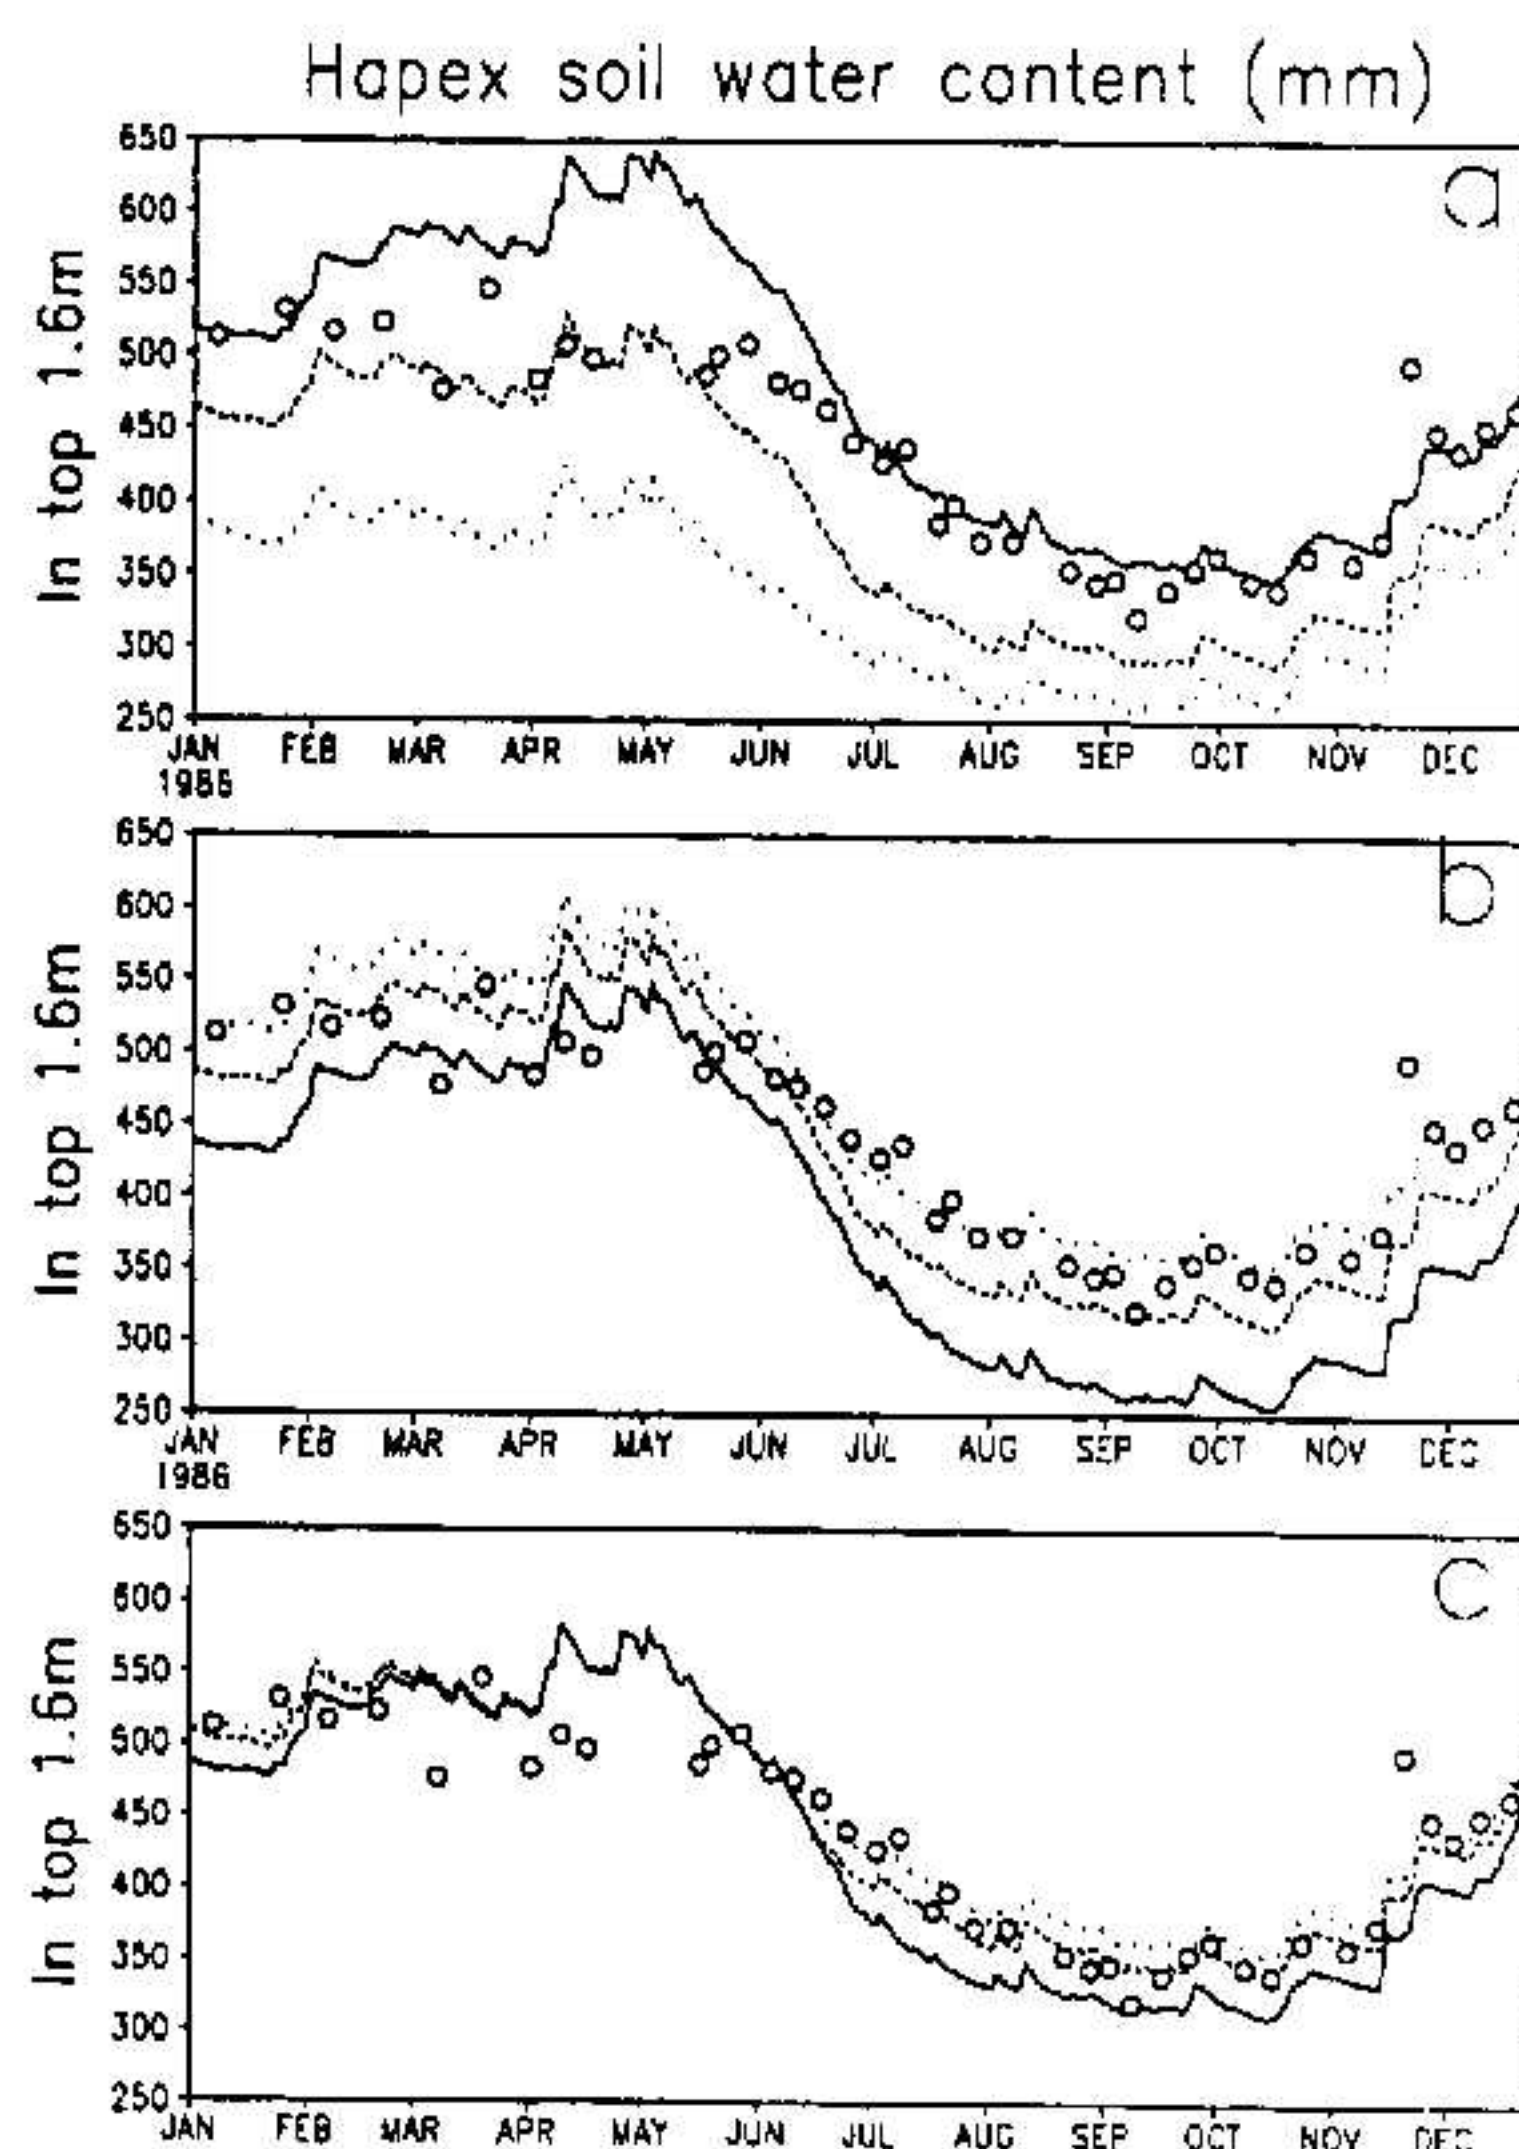 Hapex soil water content (mm)
a
In top 1.6m
650
600
550
500
450
400
350
300
250
JAN FEB MAR APR MAY JUN JUL AUG SEP OCT NOV DEC
1986
b
In top 1.6m
650
600
550
500
450
400
350
300
250
JAN FEB MAR APR MAY JUN JUL AUG SEP OCT NOV DEC
1986
c
In top 1.6m
650
600
550
500
450
400
350
300
250
JAN FEB MAR APR MAY JUN JUL AUG SEP OCT NOV DEC